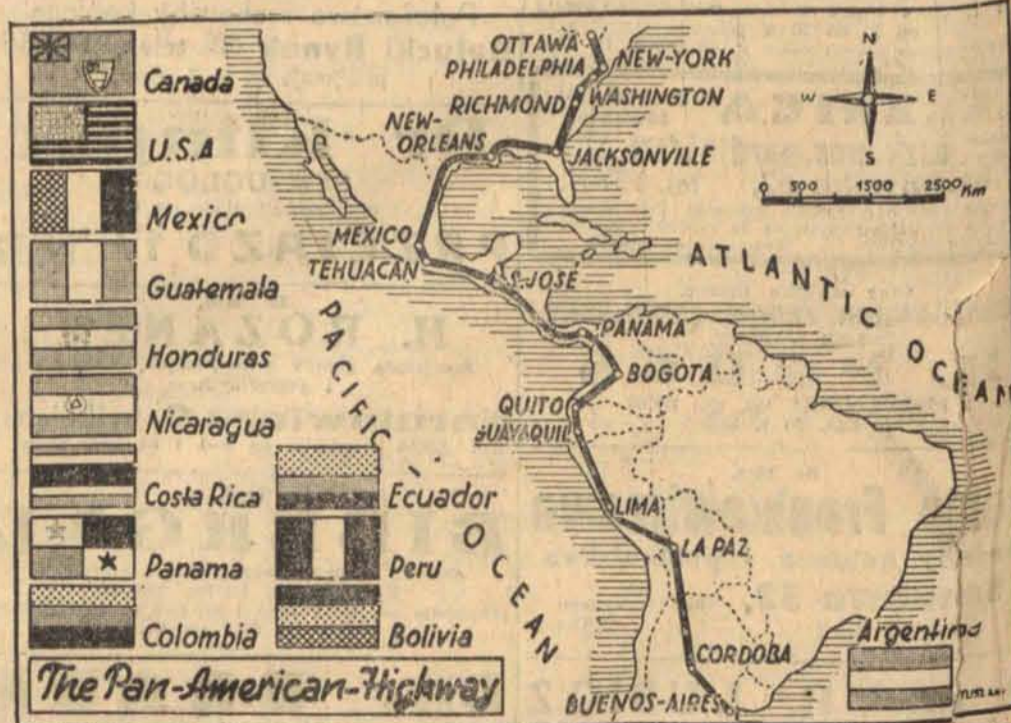 Canada
U.S.A
Mexico
Guatemala
Honduras
Nicaragua
Costa Rica
Panama
Colombia
Ecuador
Peru
Bolivia
The Pan-American-Highway
OTTAWA
PHILADELPHIA
NEW-YORK
RICHMOND
WASHINGTON
NEW-
ORLEANS
JACKSONVILLE
MEXICO
TEHUACÁN
S.JOSÉ
PANAMA
BOGOTA
QUITO
GUAYAQUIL
LIMA
LA PAZ
CORDOBA
BUENOS-AIRES
PACIFIC-OCEAN
ATLANTIC
OCEAN
N
W E
S
0 500 1500 2500 Km
Argentina
H. ROZAN